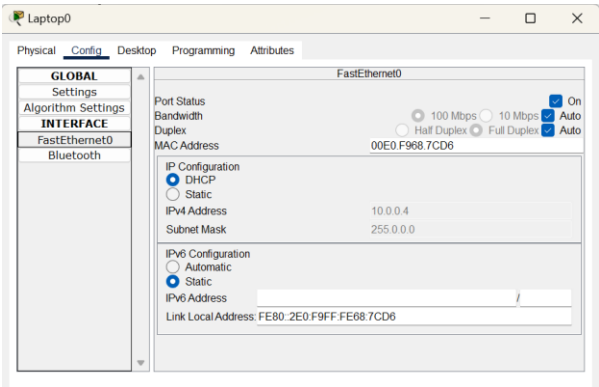 Laptop0
Physical Config Desktop Programming Attributes
GLOBAL
Settings
Algorithm Settings
INTERFACE
FastEthernet0
Bluetooth
FastEthernet0
Port Status On
Bandwidth 100 Mbps 10 Mbps Auto
Duplex Half Duplex Full Duplex Auto
MAC Address 00E0.F968.7CD6
IP Configuration
DHCP
Static
IPv4 Address 10.0.0.4
Subnet Mask 255.0.0.0
IPv6 Configuration
Automatic
Static
IPv6 Address /
Link Local Address: FE80::2E0:F9FF:FE68:7CD6